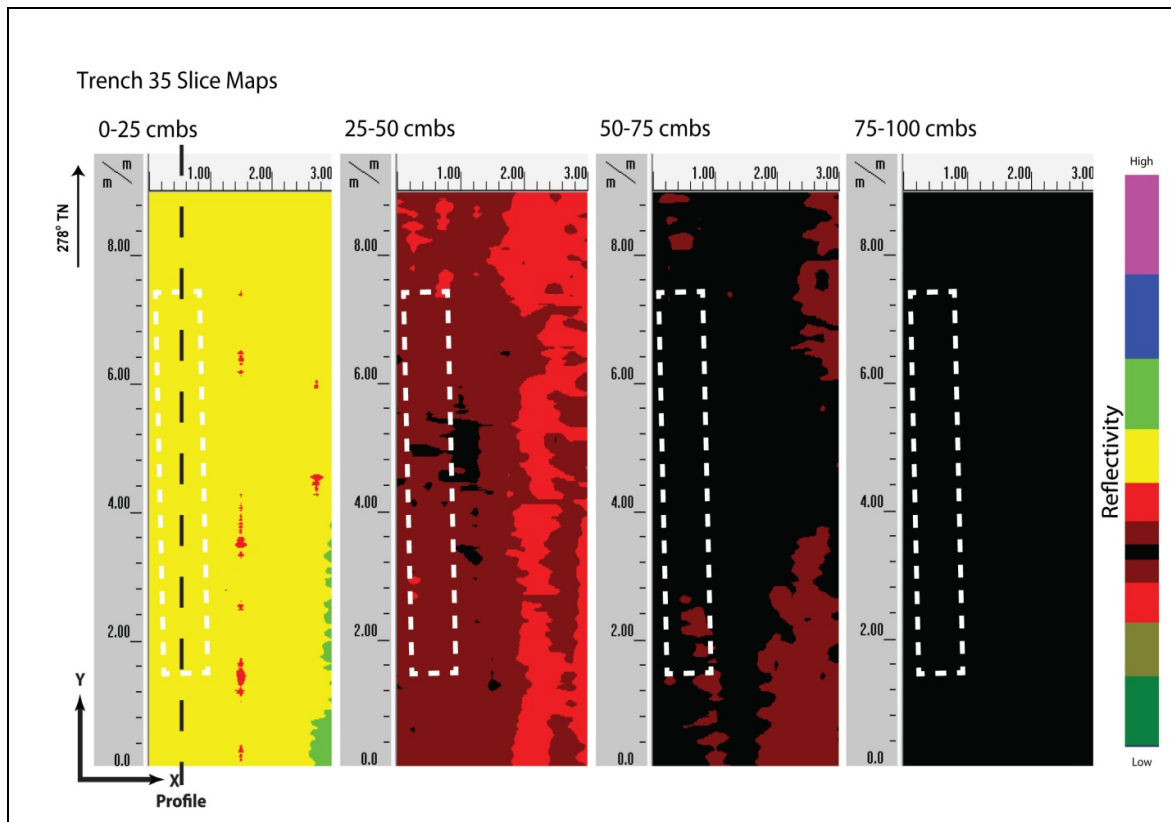 Trench 35 Slice Maps
0-25 cmbs
25-50 cmbs
50-75 cmbs
75-100 cmbs
m
m
1.00 2.00 3.00
m
m
1.00 2.00 3.00
m
m
1.00 2.00 3.00
m
m
1.00 2.00 3.00
High
278° TN
8.00
6.00
4.00
2.00
0.0
8.00
6.00
4.00
2.00
0.0
8.00
6.00
4.00
2.00
0.0
8.00
6.00
4.00
2.00
0.0
Reflectivity
Y
X
Profile
Low